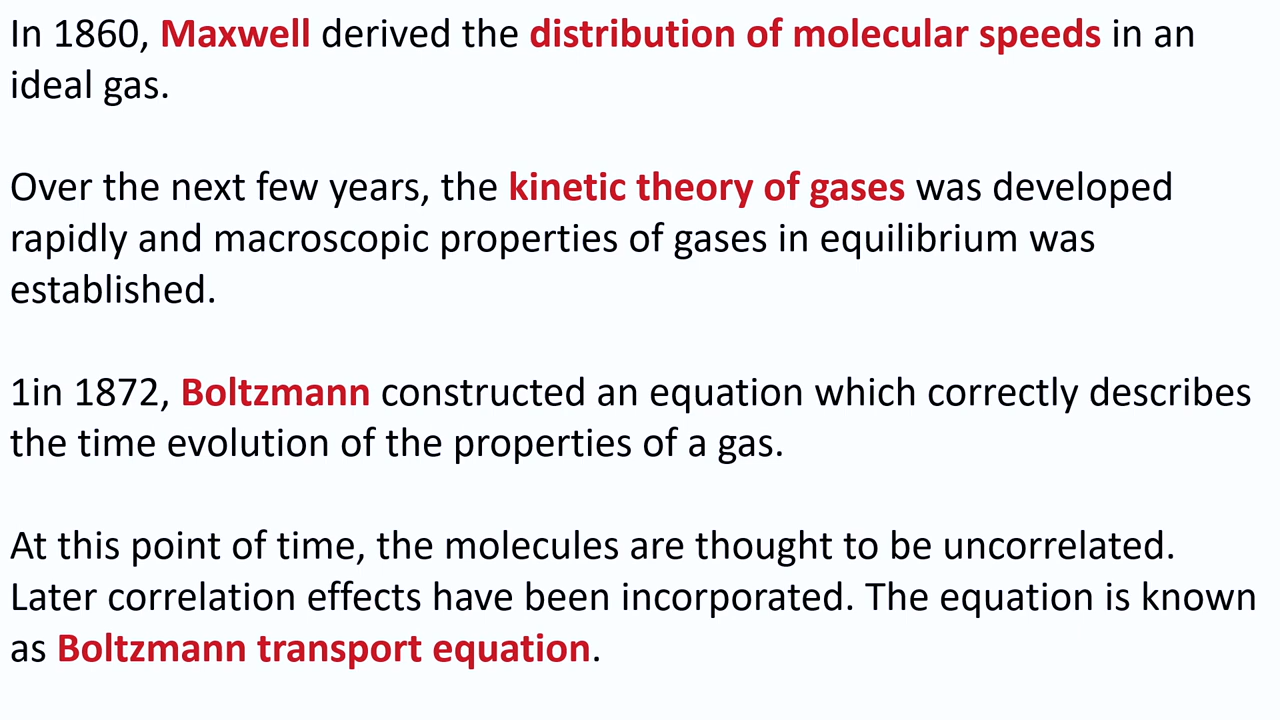 In 1860, Maxwell derived the distribution of molecular speeds in an
ideal gas.
Over the next few years, the kinetic theory of gases was developed
rapidly and macroscopic properties of gases in equilibrium was
established.
1in 1872, Boltzmann constructed an equation which correctly describes
the time evolution of the properties of a gas.
At this point of time, the molecules are thought to be uncorrelated.
Later correlation effects have been incorporated. The equation is known
as Boltzmann transport equation.